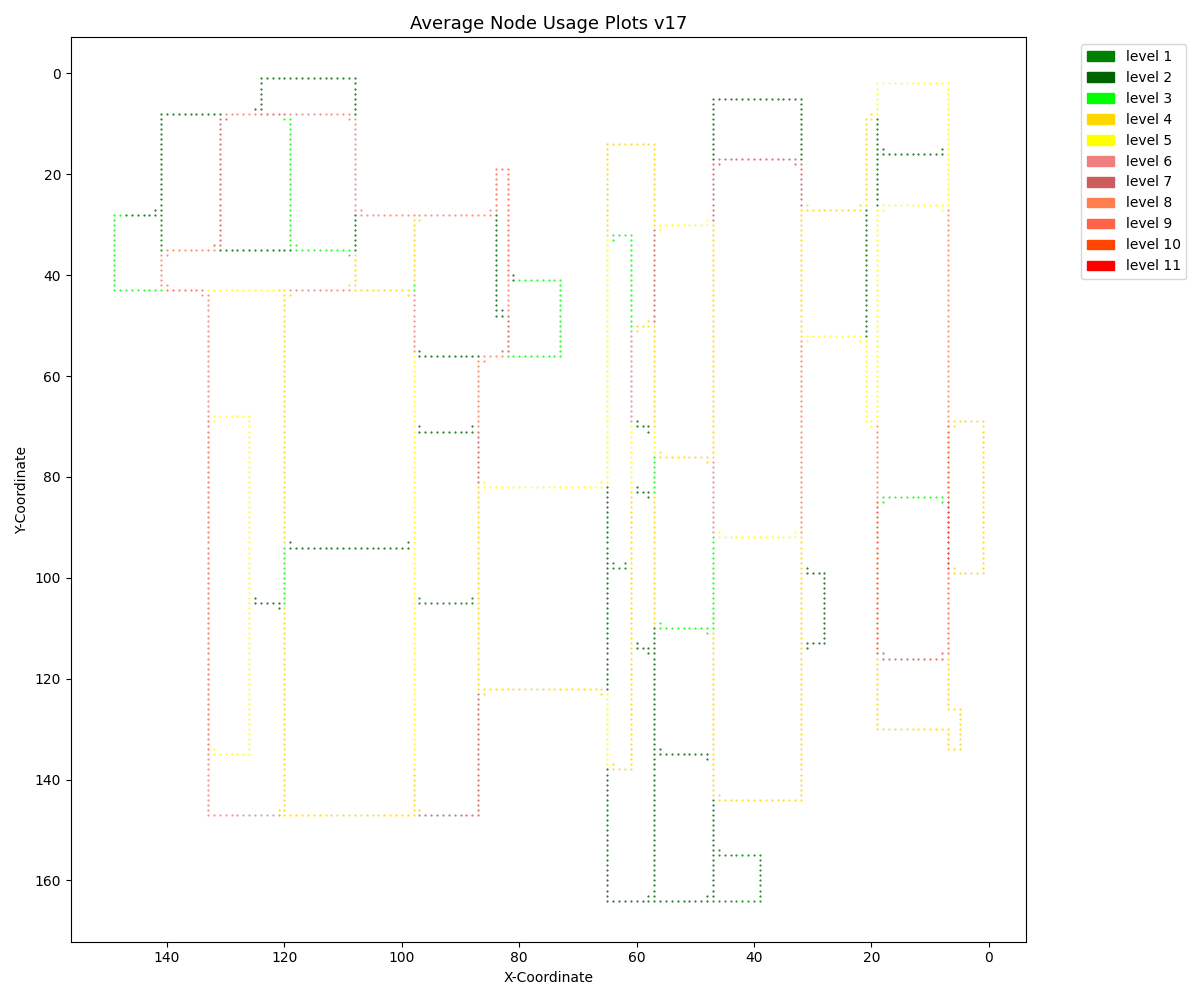 Average Node Usage Plots v17
level 1
level 2
level 3
level 4
level 5
level 6
level 7
level 8
level 9
level 10
level 11
Y-Coordinate
0
20
40
60
80
100
120
140
160
140 120 100 80 60 40 20 0
X-Coordinate